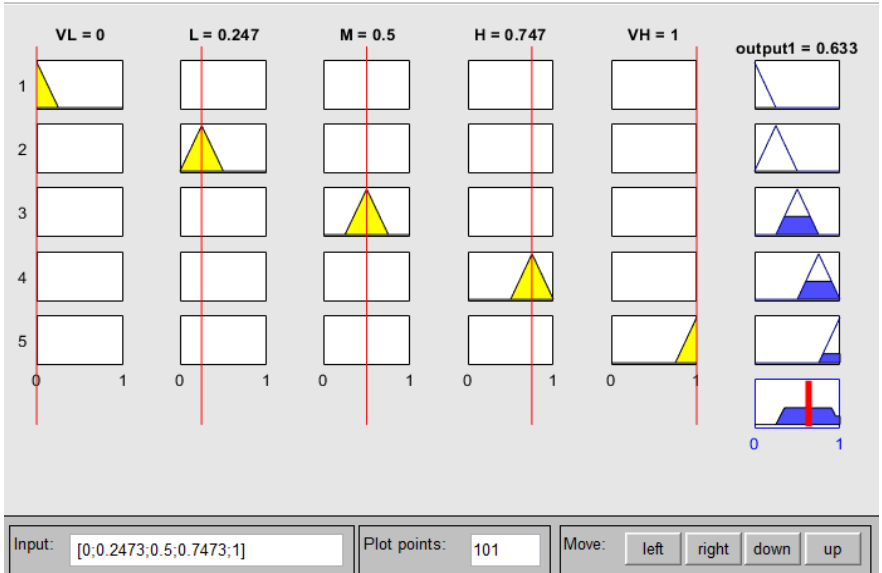 VL = 0 L = 0.247 M = 0.5 H = 0.747 VH = 1 output1 = 0.633
1
2
3
4
5
0 1 0 1 0 1 0 1 0 1
0 1
Input: [0;0.2473;0.5;0.7473;1] Plot points: 101 Move: left right down up